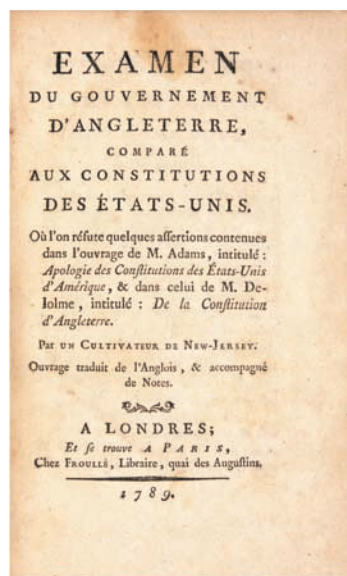 EXAMEN
DU GOUVERNEMENT
D'ANGLETERRE,
COMPARÉ
AUX CONSTITUTIONS
DES ÉTATS-UNIS.
Où l'on réfute quelques aſſertions contenues
dans l'ouvrage de M. Adams, intitulé :
Apologie des Conſtitutions des États-Unis
d'Amérique, & dans celui de M. De-
lolme, intitulé : De la Conſtitution
d'Angleterre.
Par UN CULTIVATEUR DE NEW-JERSEY.
Ouvrage traduit de l'Anglois, & accompagné
de Notes.
A LONDRES;
Et ſe trouve A PARIS,
Chez FROULLÉ, Libraire, quai des Auguſtins.
1789.